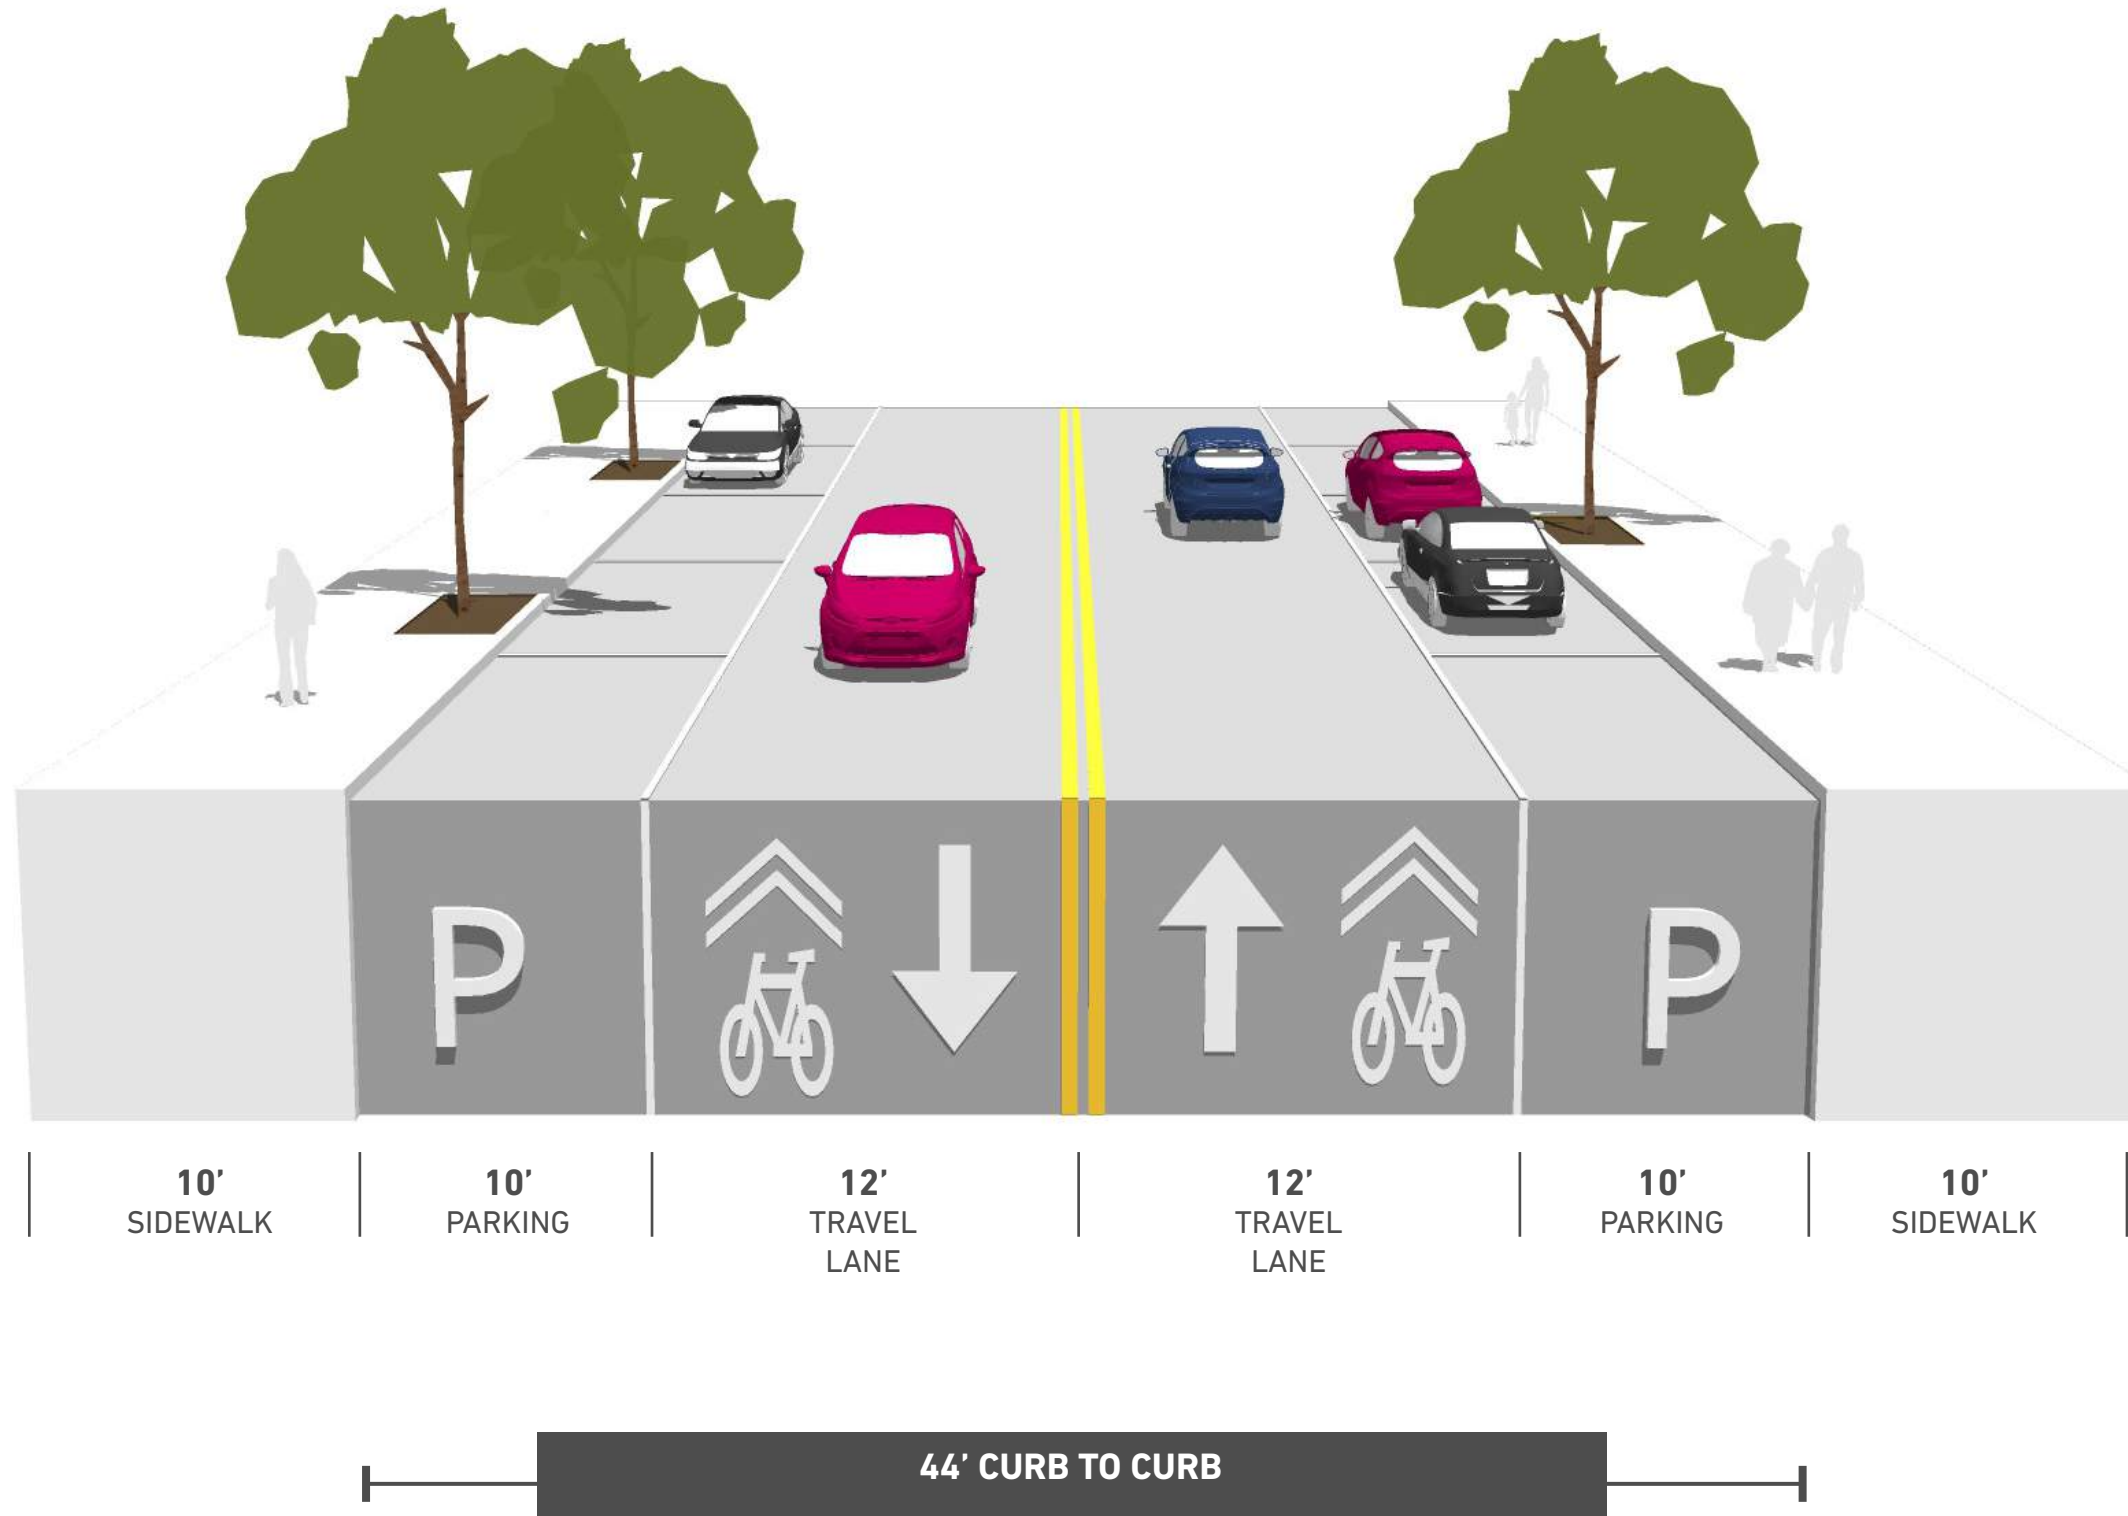 P
P
10’
SIDEWALK
10’
PARKING
12’
TRAVEL
LANE
12’
TRAVEL
LANE
10’
PARKING
10’
SIDEWALK
44’ CURB TO CURB